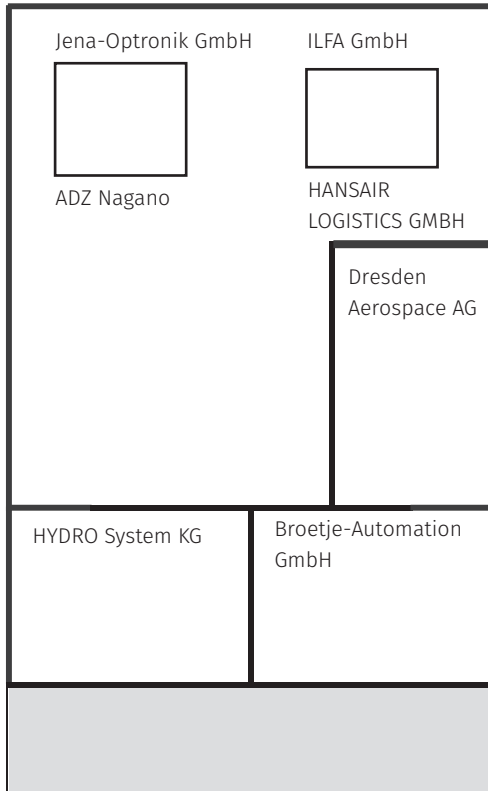 Jena-Optronik GmbH
ILFA GmbH
ADZ Nagano
HANSAIR
LOGISTICS GMBH
Dresden
Aerospace AG
HYDRO System KG
Broetje-Automation
GmbH